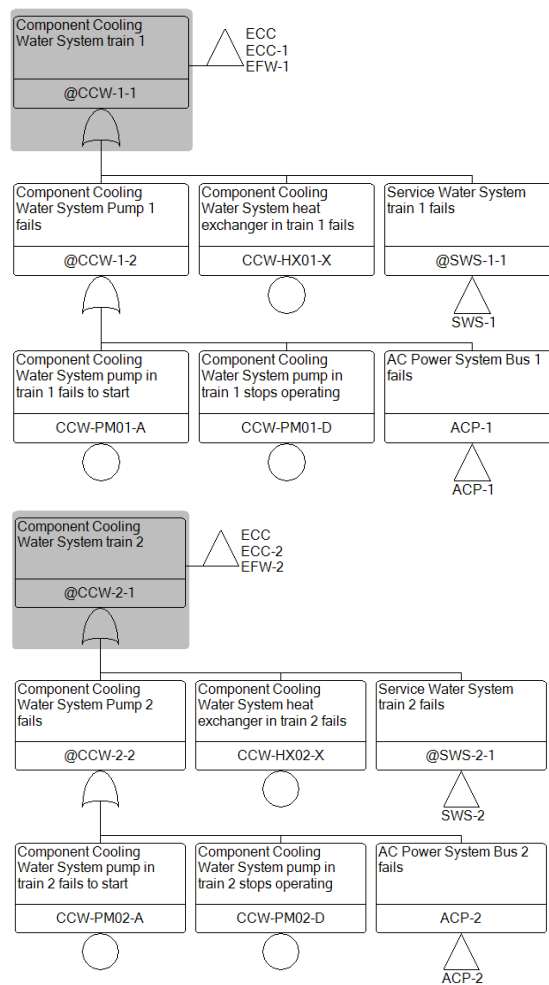 Component Cooling
Water System train 1
@CCW-1-1
ECC
ECC-1
EFW-1
Component Cooling
Water System Pump 1
fails
@CCW-1-2
Component Cooling
Water System heat
exchanger in train 1 fails
CCW-HX01-X
Service Water System
train 1 fails
@SWS-1-1
SWS-1
Component Cooling
Water System pump in
train 1 fails to start
CCW-PM01-A
Component Cooling
Water System pump in
train 1 stops operating
CCW-PM01-D
AC Power System Bus 1
fails
ACP-1
ACP-1
Component Cooling
Water System train 2
@CCW-2-1
ECC
ECC-2
EFW-2
Component Cooling
Water System Pump 2
fails
@CCW-2-2
Component Cooling
Water System heat
exchanger in train 2 fails
CCW-HX02-X
Service Water System
train 2 fails
@SWS-2-1
SWS-2
Component Cooling
Water System pump in
train 2 fails to start
CCW-PM02-A
Component Cooling
Water System pump in
train 2 stops operating
CCW-PM02-D
AC Power System Bus 2
fails
ACP-2
ACP-2